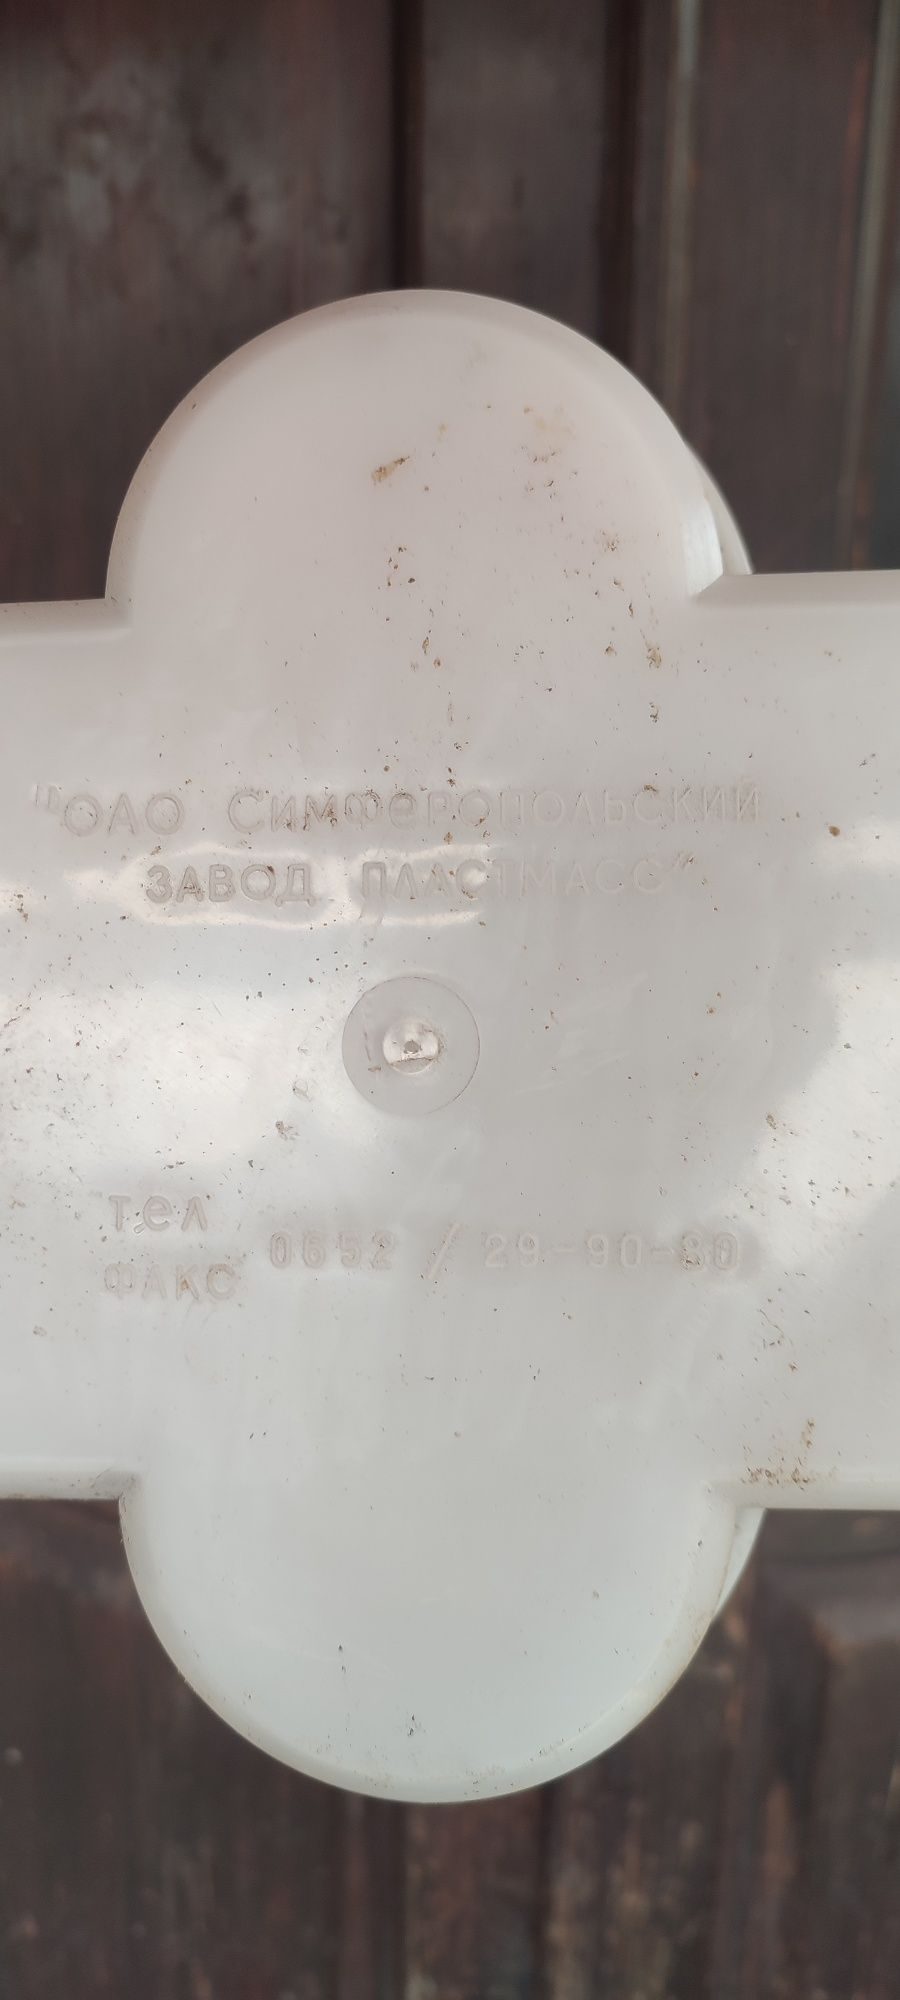 "ОАО СИМФеРОПОЛЬСКИЙ
ЗАВОД ПЛАСТМАСС"
тел
ФАКС 0652 / 29-90-80